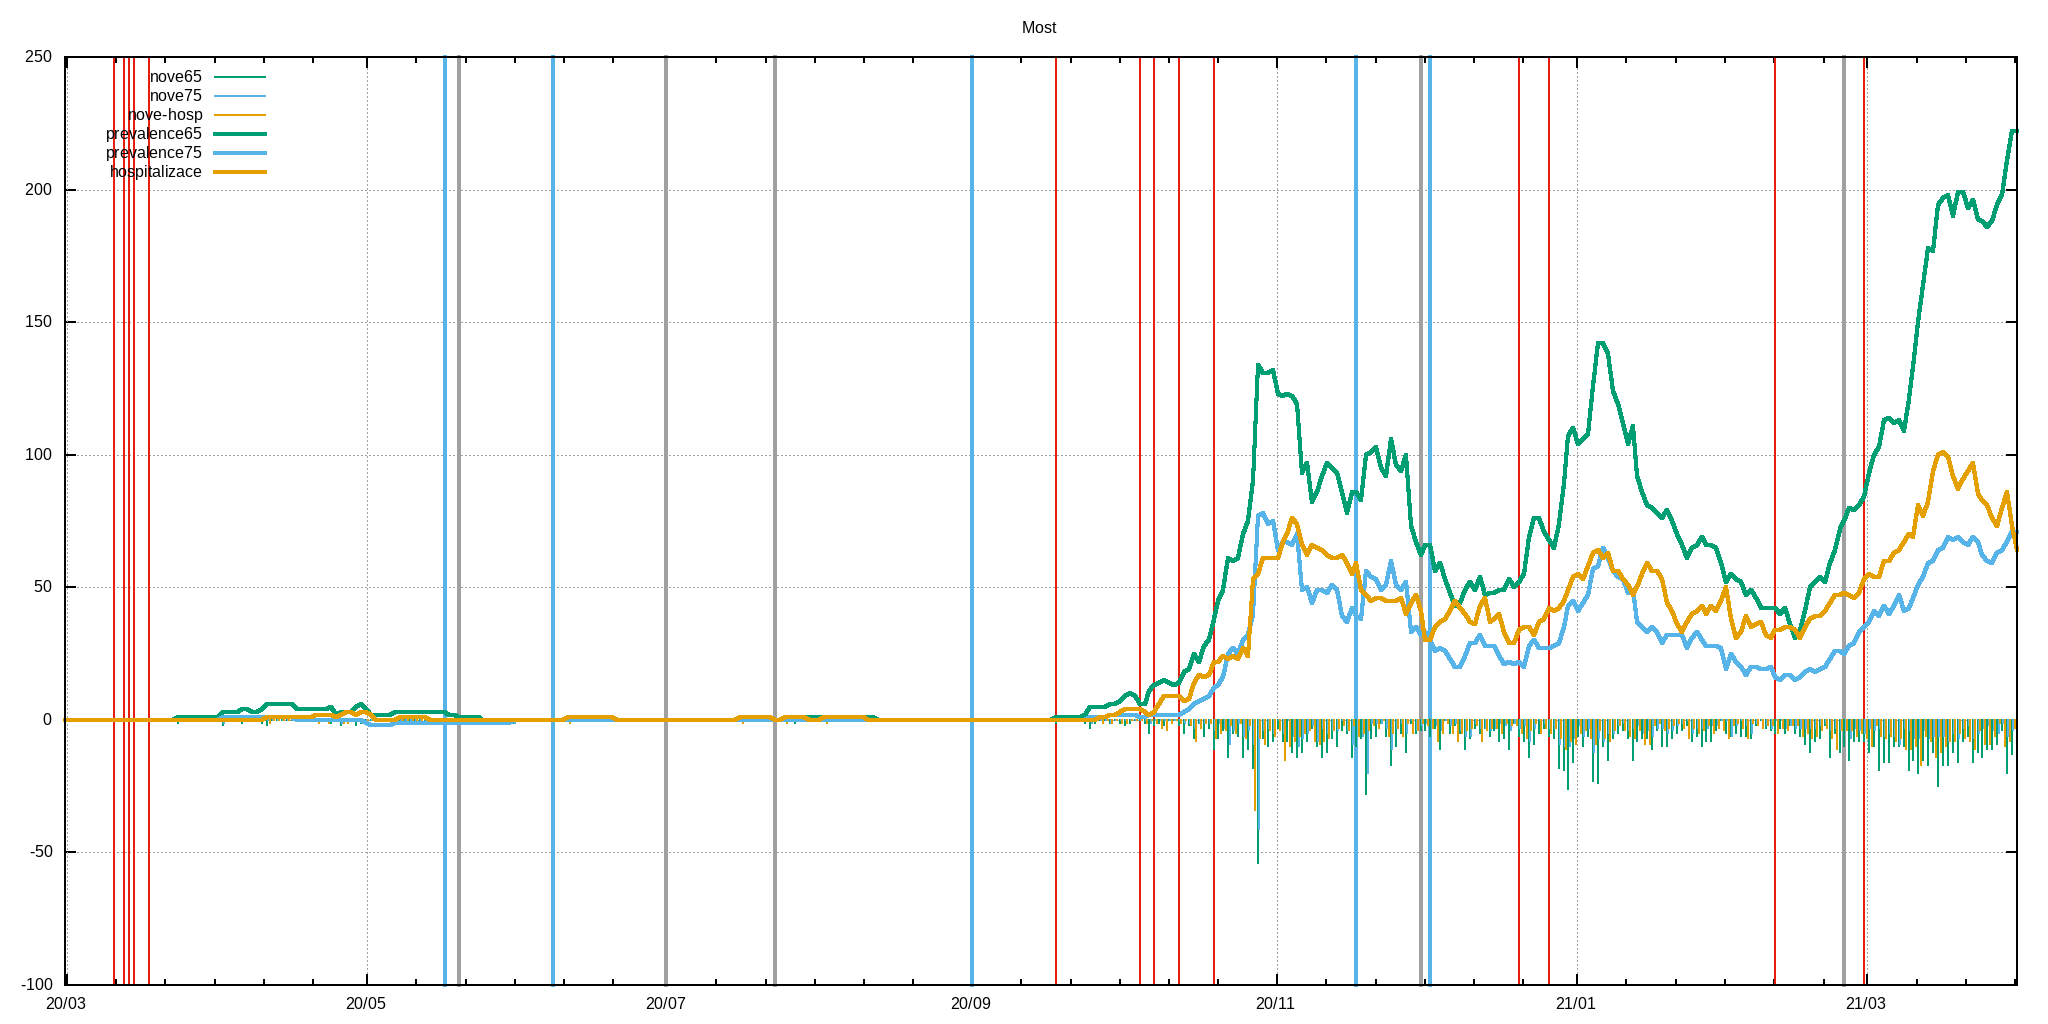 Most
250
nove65
nove75
nove-hosp
prevalence65
prevalence75
hospitalizace
200
150
100
50
0
-50
-100
20/03 20/05 20/07 20/09 20/11 21/01 21/03